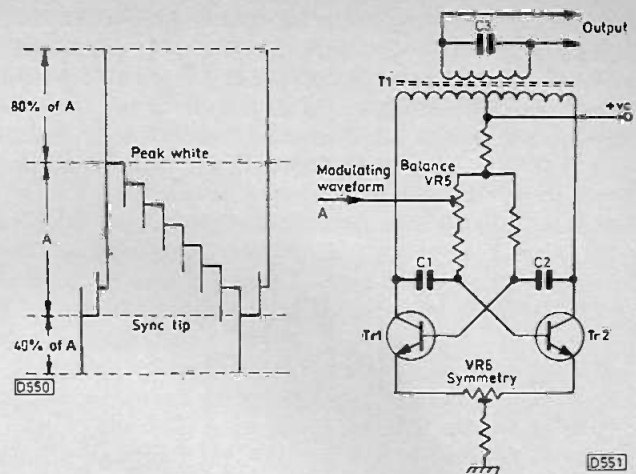 80% of A
Peak white
A
Sync tip
40% of A
D550
C3
Output
T1
+vc
Balance
VR5
Modulating
waveform
A
C1
C2
Tr1
Tr2
VR6
Symmetry
D551